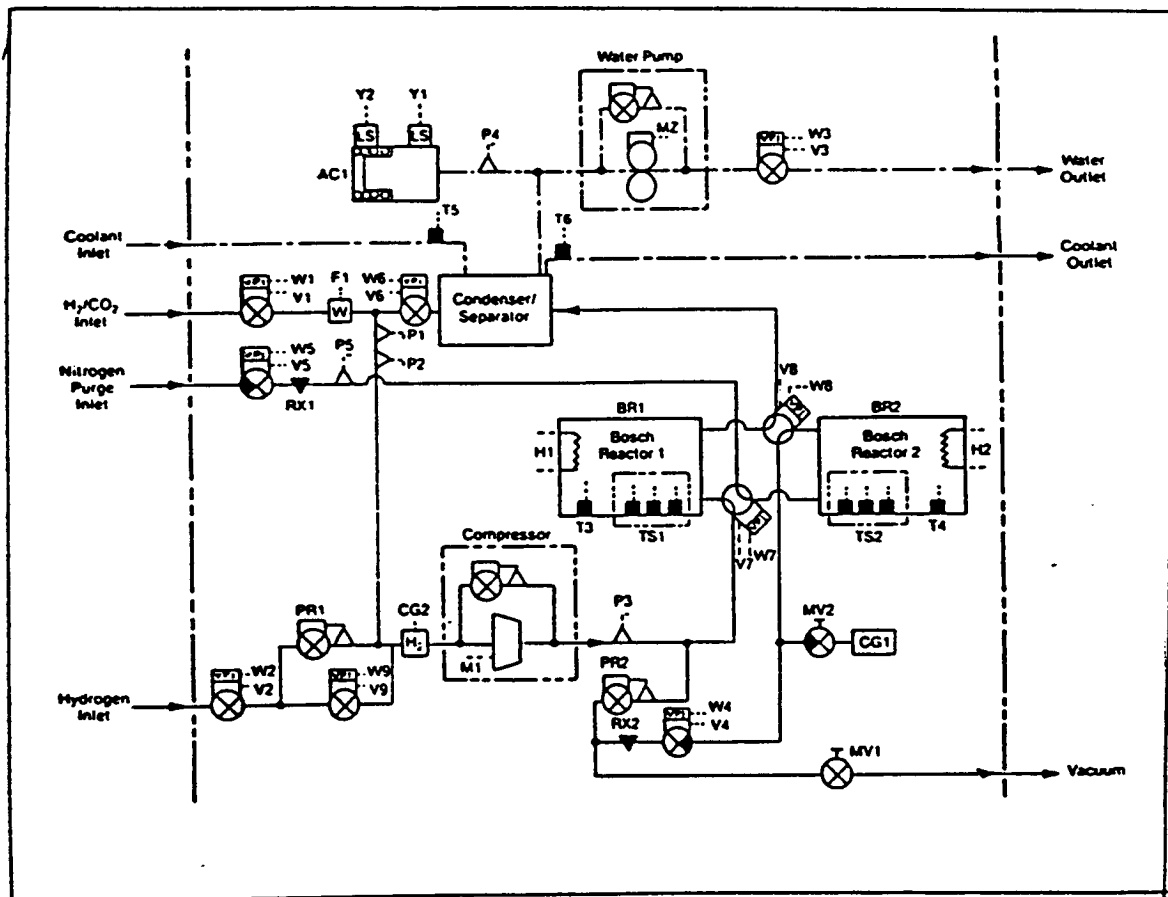 Water Pump
Y2
Y1
LS
LS
P4
MZ
W3
V3
AC1
Water
Outlet
T5
T6
Coolant
Inlet
Coolant
Outlet
W1
V1
F1
W
W6
V6
Condenser/
Separator
H2/CO2
Inlet
P1
P2
W5
V5
P5
Nitrogen
Purge
Inlet
RX1
V8
W8
BR1
BR2
Bosch
Reactor 1
Bosch
Reactor 2
H1
H2
T3
TS1
TS2
T4
V7
W7
Compressor
PR1
CG2
H2
P3
MV2
CG1
M1
PR2
W2
V2
W9
V9
RX2
W4
V4
Hydrogen
Inlet
MV1
Vacuum